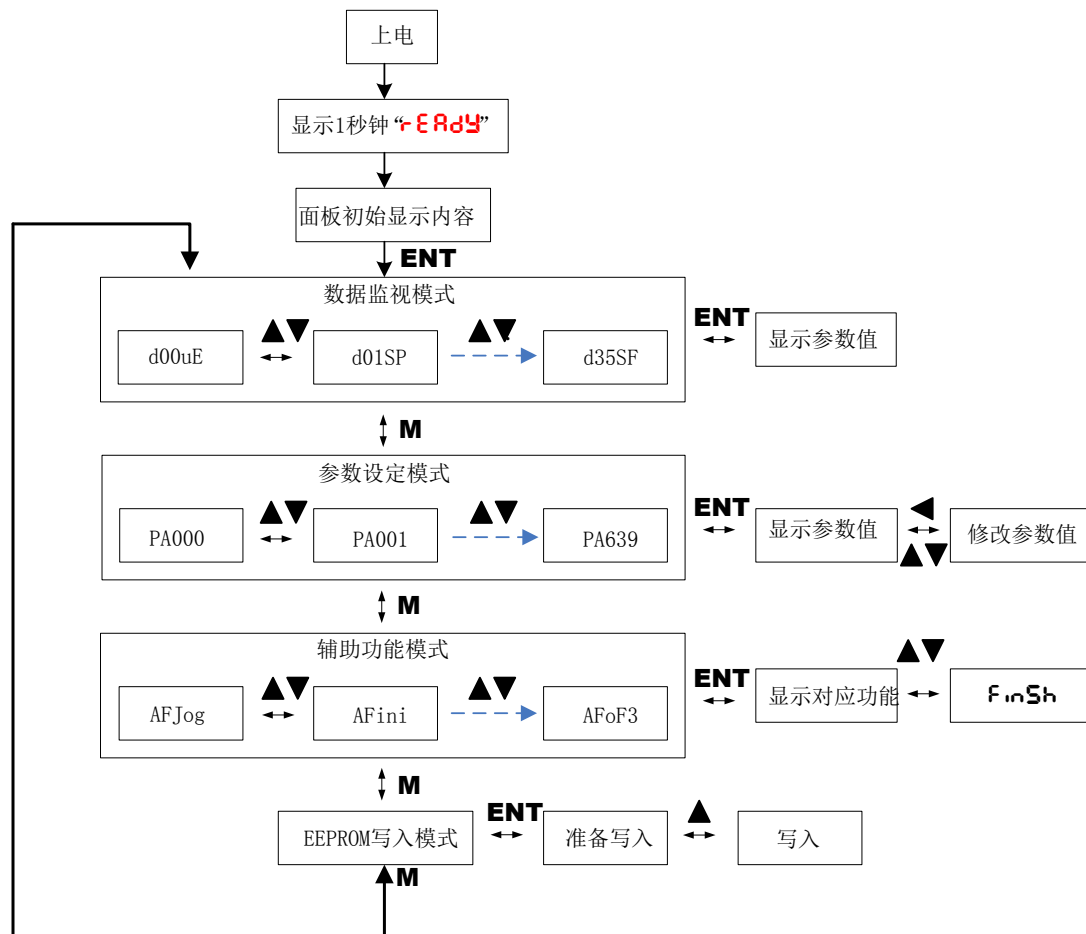 上电
显示1秒钟“rEAdy”
面板初始显示内容
ENT
数据监视模式
d00uE
d01SP
d35SF
ENT
显示参数值
M
参数设定模式
PA000
PA001
PA639
ENT
显示参数值
修改参数值
M
辅助功能模式
AFJog
AFini
AFoF3
ENT
显示对应功能
FinSh
M
EEPROM写入模式
ENT
准备写入
写入
M